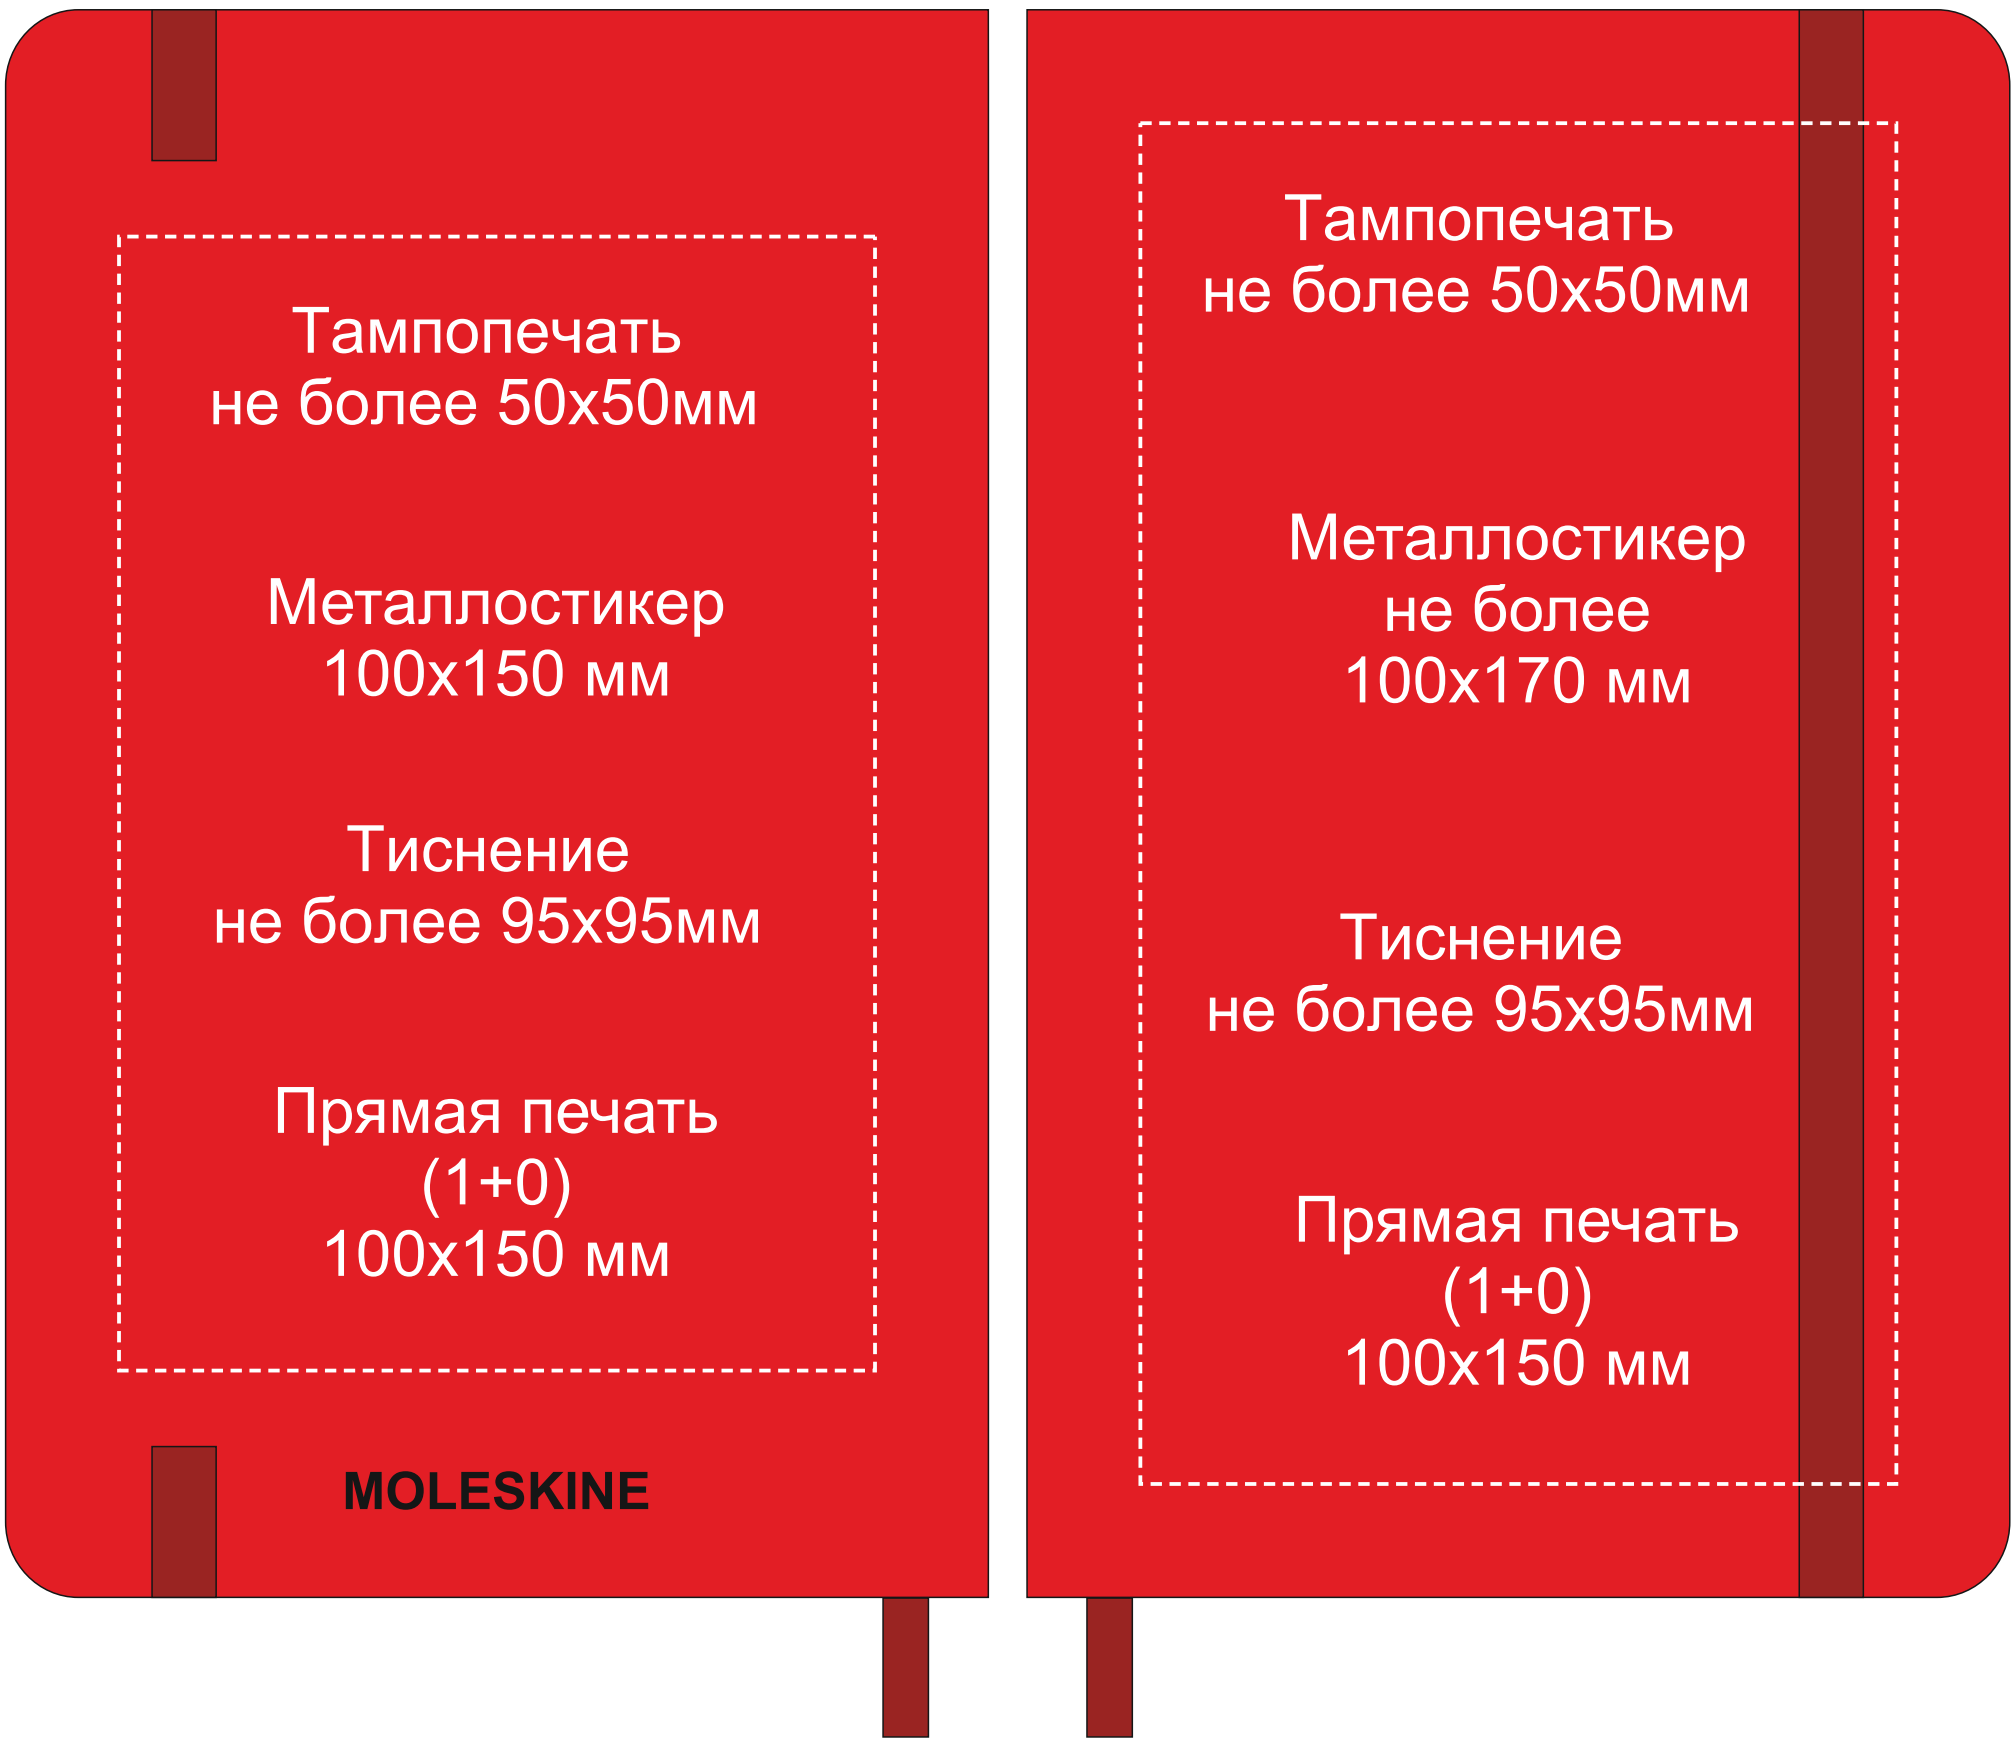 Тампопечать
не более 50х50мм
Металлостикер
100х150 мм
Тиснение
не более 95х95мм
Прямая печать
(1+0)
100х150 мм
MOLESKINE
Тампопечать
не более 50х50мм
Металлостикер
не более
100х170 мм
Тиснение
не более 95х95мм
Прямая печать
(1+0)
100х150 мм